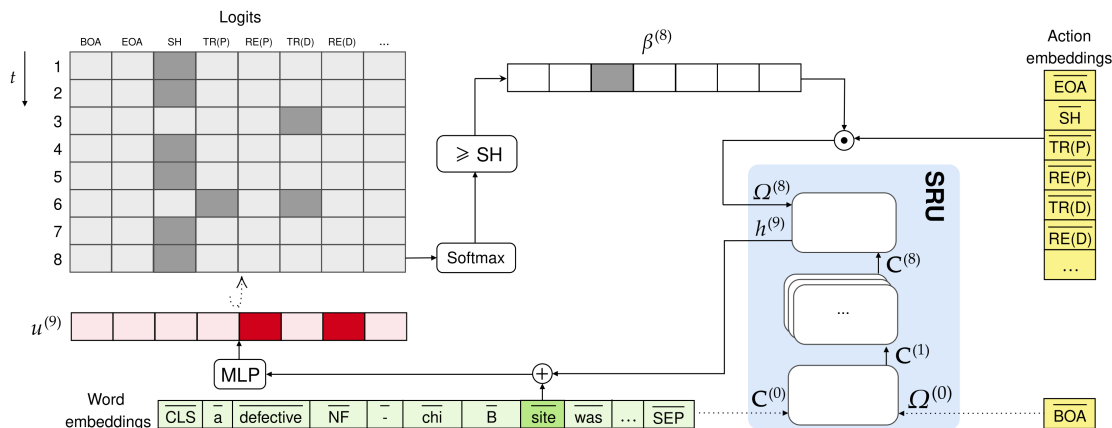 Logits
BOA EOA SH TR(P) RE(P) TR(D) RE(D) ...
t
1
2
3
4
5
6
7
8
Softmax
⩾ SH
β(8)
Action
embeddings
EOA
SH
TR(P)
RE(P)
TR(D)
RE(D)
...
SRU
Ω(8)
h(9)
C(8)
...
C(1)
C(0)
Ω(0)
BOA
u(9)
MLP
Word
embeddings
CLS a defective NF - chi B site was ... SEP